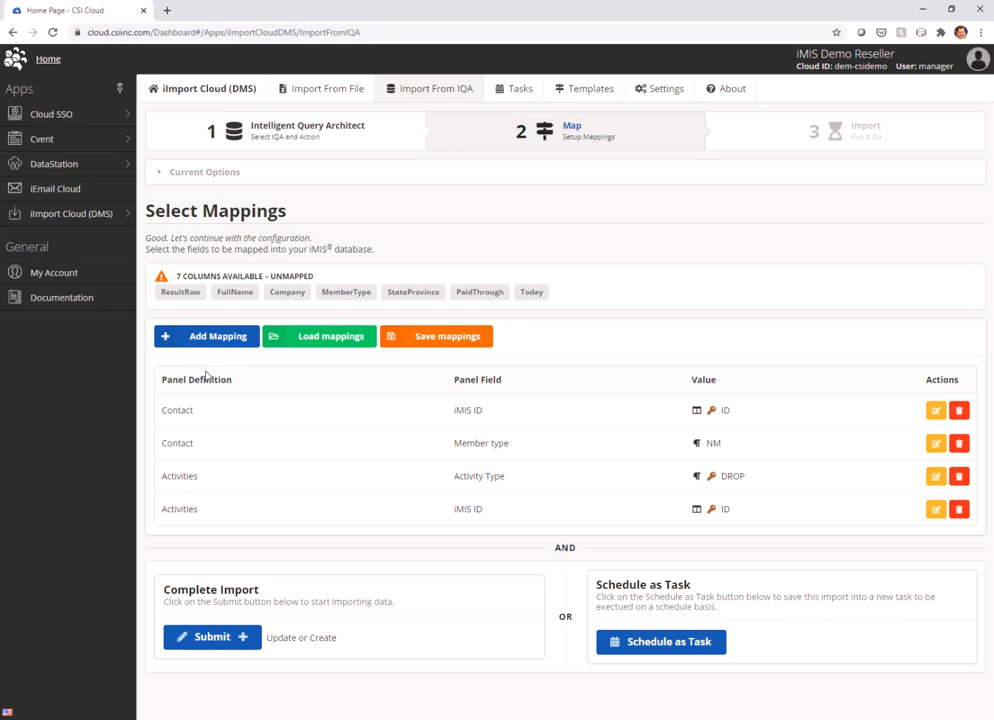 Home Page - CSI Cloud
cloud.csiinc.com/Dashboard#/Apps/iImportCloudDMS/ImportFromIQA
Home
iMIS Demo Reseller
Cloud ID: dem-csidemo User: manager
Apps
Cloud SSO
Cvent
DataStation
iEmail Cloud
iImport Cloud (DMS)
General
My Account
Documentation
iImport Cloud (DMS)
Import From File
Import From IQA
Tasks
Templates
Settings
About
1 Intelligent Query Architect
Select IQA and Action
2 Map
Setup Mappings
3 Import
Run & Go
Current Options
Select Mappings
Good. Let's continue with the configuration.
Select the fields to be mapped into your iMIS® database.
7 COLUMNS AVAILABLE – UNMAPPED
ResultRow FullName Company MemberType StateProvince PaidThrough Today
Add Mapping Load mappings Save mappings
Panel Definition Panel Field Value Actions
Contact iMIS ID ID
Contact Member type NM
Activities Activity Type DROP
Activities iMIS ID ID
AND
Complete Import
Click on the Submit button below to start importing data.
Submit Update or Create
OR
Schedule as Task
Click on the Schedule as Task button below to save this import into a new task to be
exectued on a schedule basis.
Schedule as Task